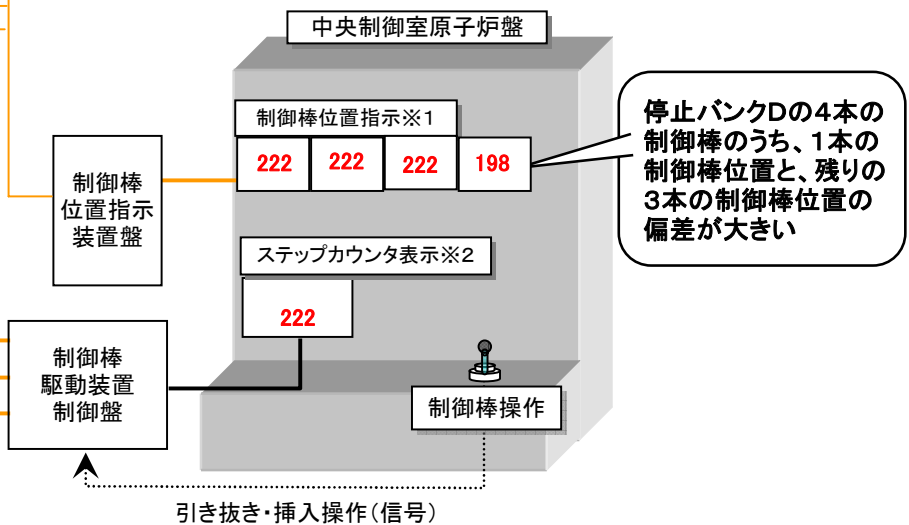 中央制御室原子炉盤
制御棒位置指示※1
222 222 222 198
停止バンクDの4本の
制御棒のうち、1本の
制御棒位置と、残りの
3本の制御棒位置の
偏差が大きい
制御棒
位置指示
装置盤
ステップカウンタ表示※2
222
制御棒
駆動装置
制御盤
制御棒操作
引き抜き・挿入操作(信号)